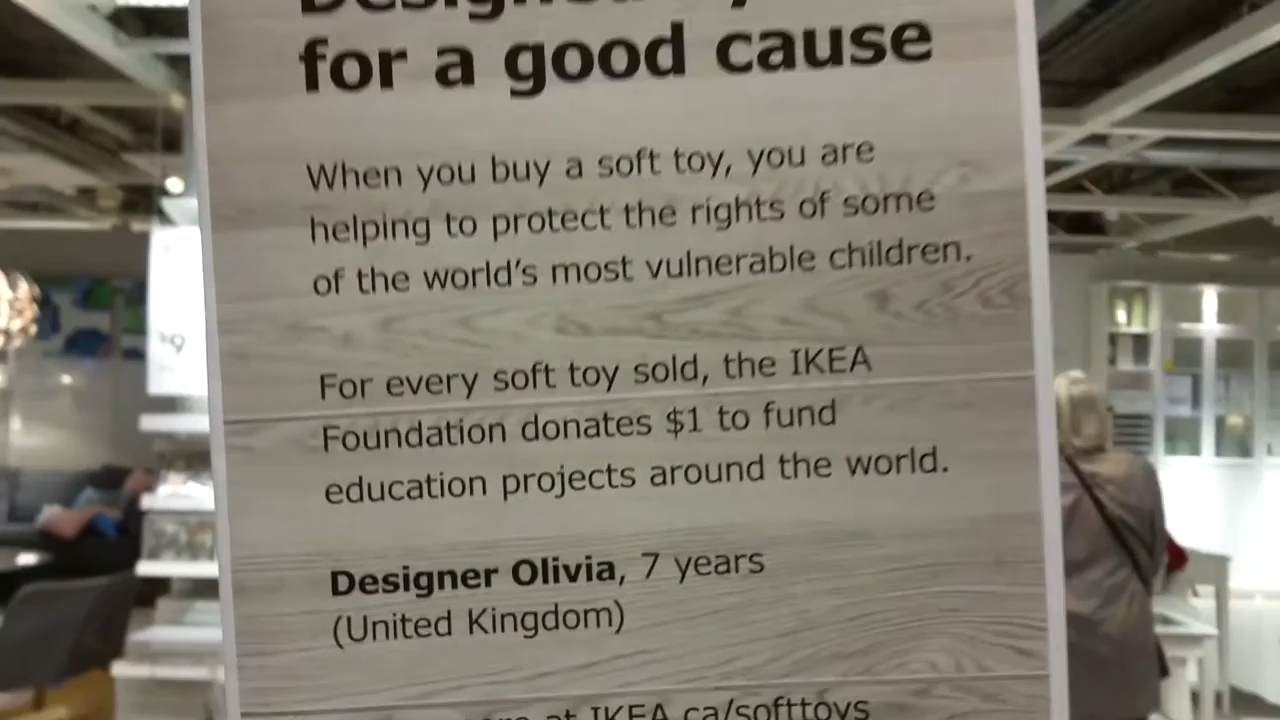 for a good cause
When you buy a soft toy, you are
helping to protect the rights of some
of the world's most vulnerable children.
For every soft toy sold, the IKEA
Foundation donates $1 to fund
education projects around the world.
Designer Olivia, 7 years
(United Kingdom)
at IKEA.ca/softtoys